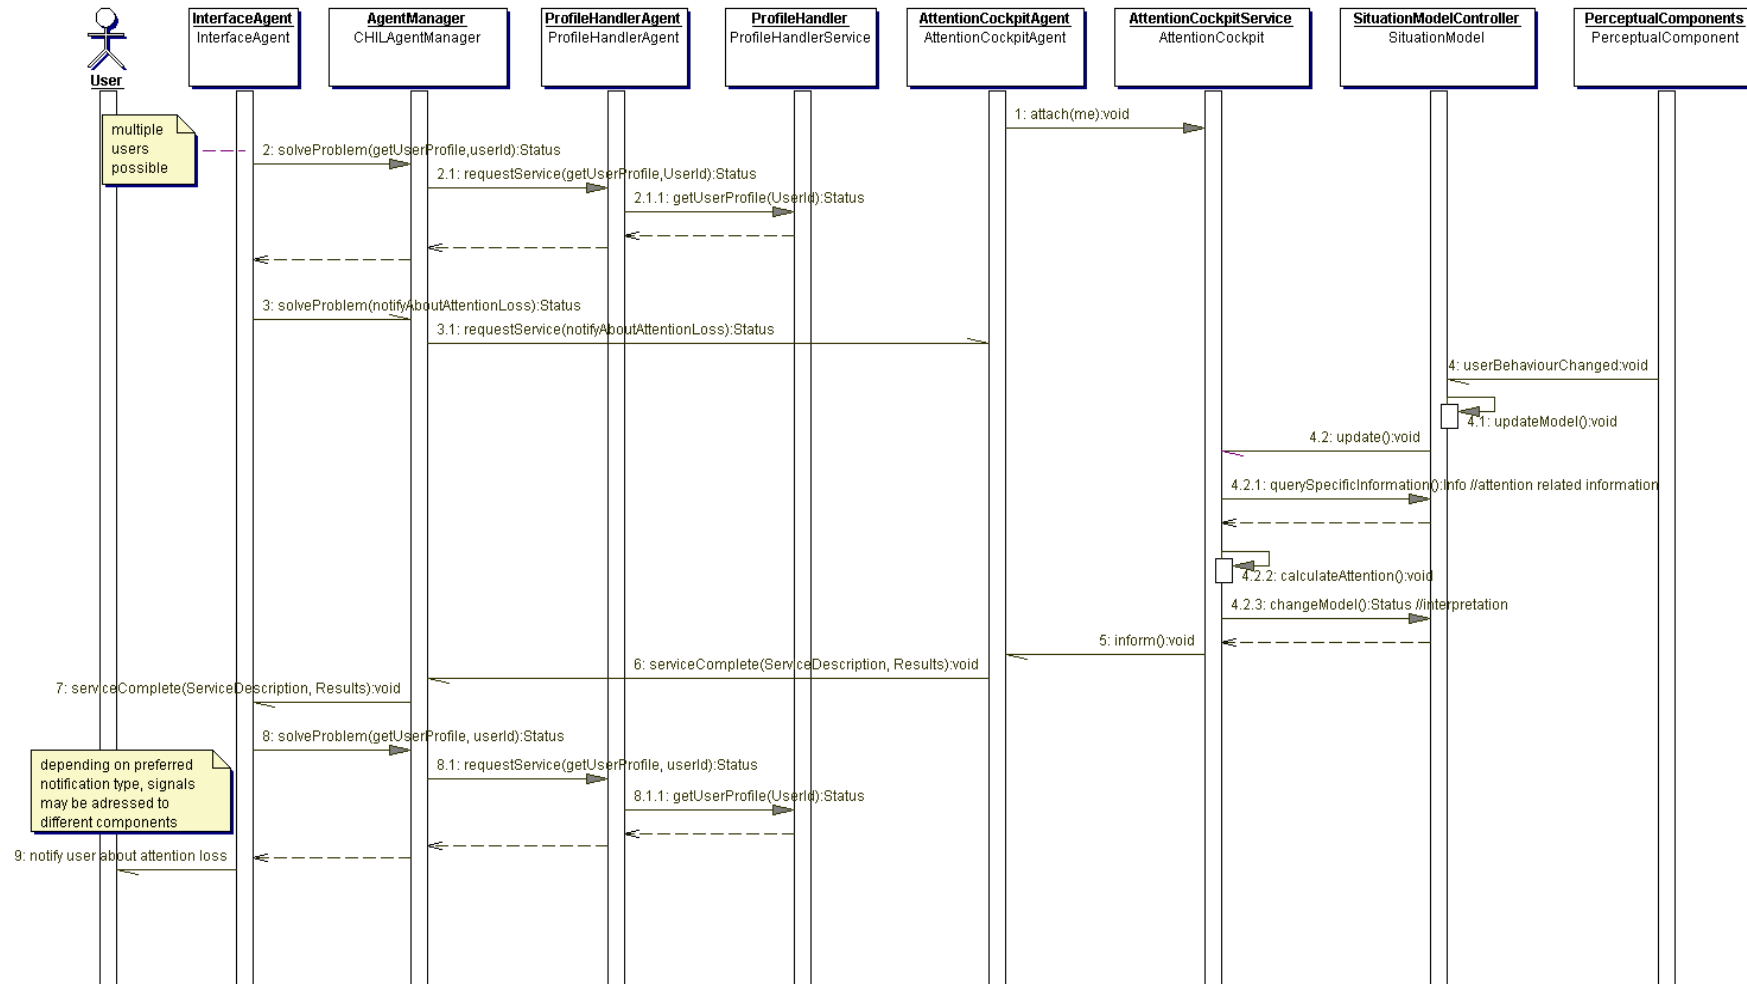 InterfaceAgent
InterfaceAgent
AgentManager
CHILAgentManager
ProfileHandlerAgent
ProfileHandlerAgent
ProfileHandler
ProfileHandlerService
AttentionCockpitAgent
AttentionCockpitAgent
AttentionCockpitService
AttentionCockpit
SituationModelController
SituationModel
PerceptualComponents
PerceptualComponent
User
multiple
users
possible
1: attach(me):void
2: solveProblem(getUserProfile,userId):Status
2.1: requestService(getUserProfile,UserId):Status
2.1.1: getUserProfile(UserId):Status
3: solveProblem(notifyAboutAttentionLoss):Status
3.1: requestService(notifyAboutAttentionLoss):Status
4: userBehaviourChanged:void
4.1: updateModel():void
4.2: update():void
4.2.1: querySpecificInformation():Info //attention related information
4.2.2: calculateAttention():void
4.2.3: changeModel():Status //interpretation
5: inform():void
6: serviceComplete(ServiceDescription, Results):void
7: serviceComplete(ServiceDescription, Results):void
8: solveProblem(getUserProfile, userId):Status
8.1: requestService(getUserProfile, userId):Status
8.1.1: getUserProfile(UserId):Status
depending on preferred
notification type, signals
may be adressed to
different components
9: notify user about attention loss